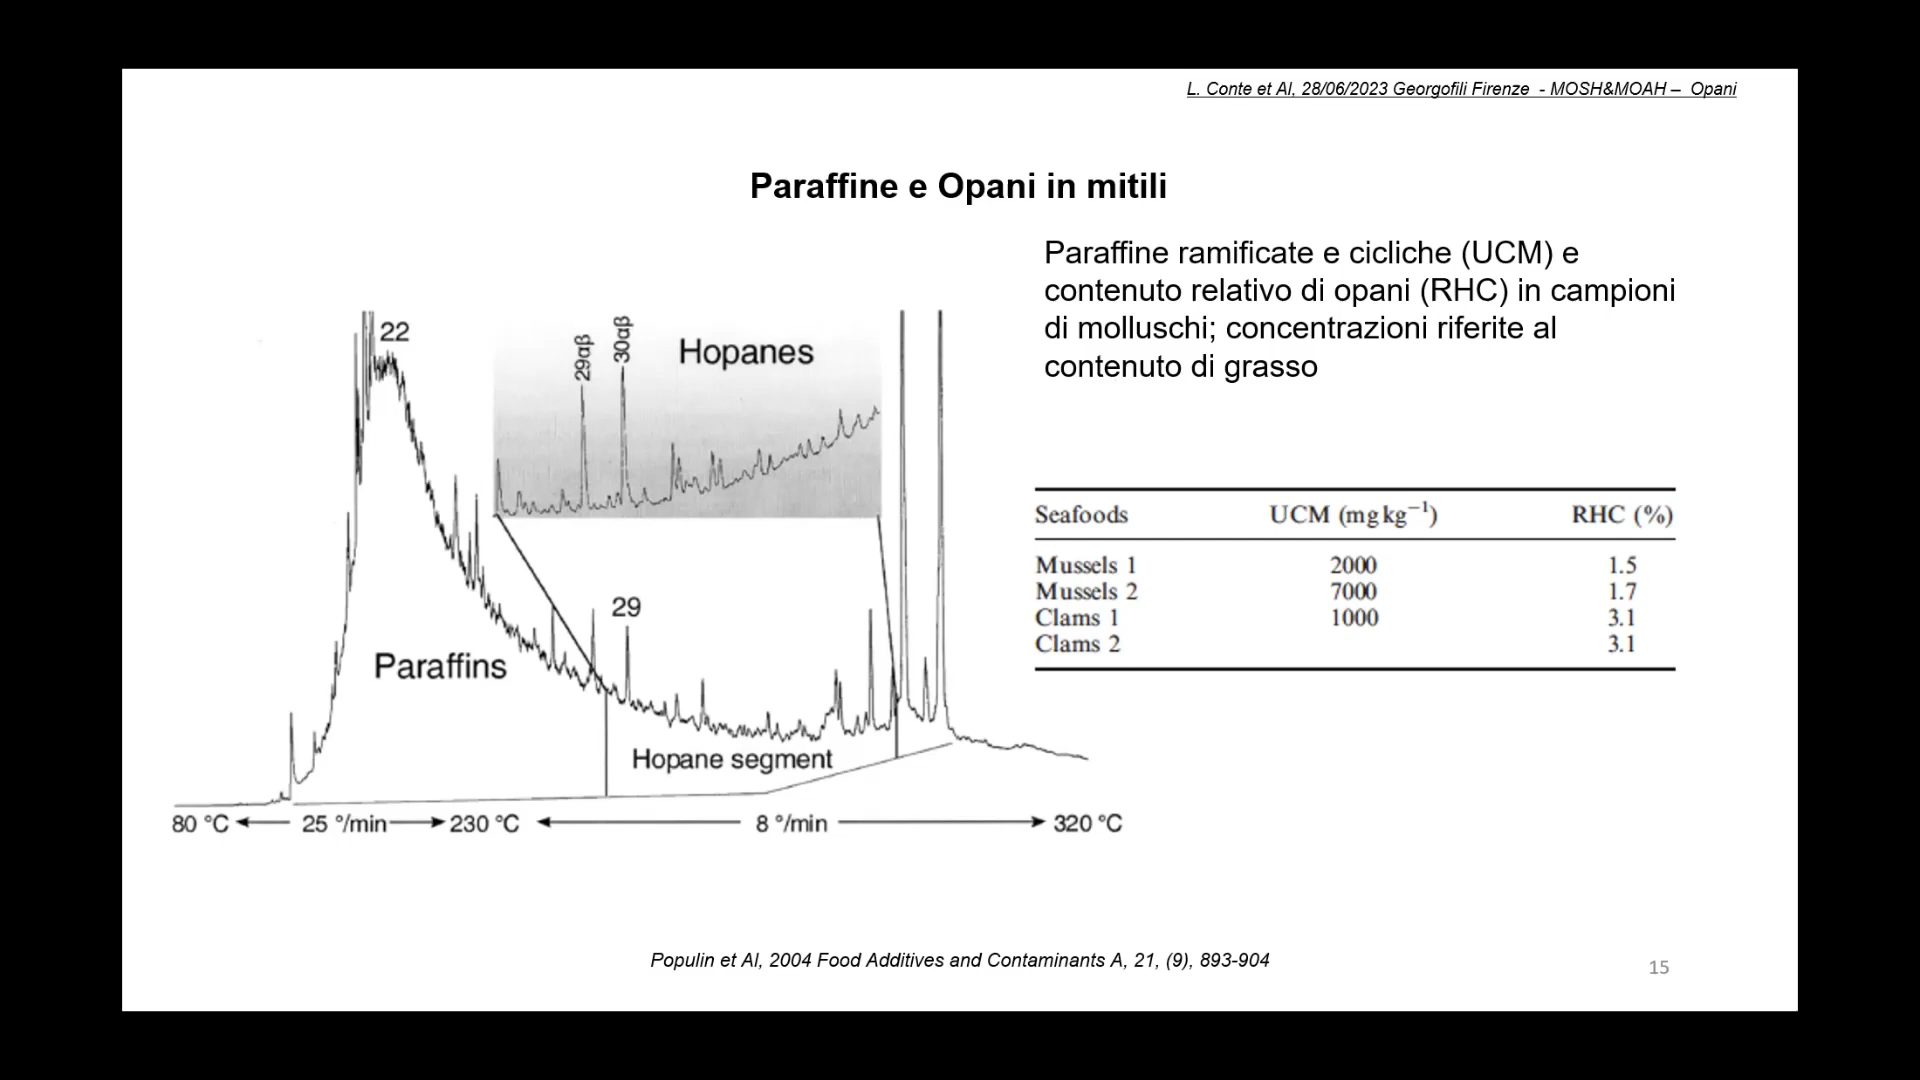 L. Conte et Al, 28/06/2023 Georgofili Firenze - MOSH&MOAH – Opani
Paraffine e Opani in mitili
Paraffine ramificate e cicliche (UCM) e
contenuto relativo di opani (RHC) in campioni
di molluschi; concentrazioni riferite al
contenuto di grasso
22
29αβ
30αβ
Hopanes
29
Paraffins
Hopane segment
80 °C 25 °/min 230 °C 8 °/min 320 °C
Seafoods UCM (mg kg⁻¹) RHC (%)
Mussels 1 2000 1.5
Mussels 2 7000 1.7
Clams 1 1000 3.1
Clams 2 3.1
Populin et Al, 2004 Food Additives and Contaminants A, 21, (9), 893-904
15